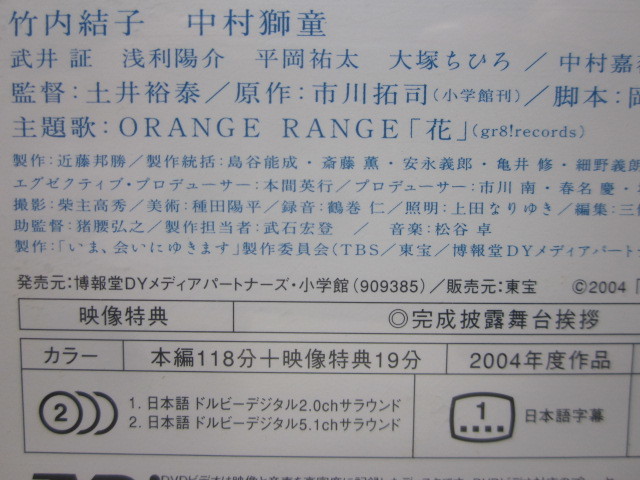 竹内結子 中村獅童
武井 証 浅利陽介 平岡祐太 大塚ちひろ / 中村嘉
監督:土井裕泰/原作:市川拓司(小学館刊)/脚本:岡
主題歌:ORANGE RANGE「花」(gr8!records)
製作:近藤邦勝/製作統括:島谷能成・斎藤 薫・安永義郎・亀井 修・細野義朗
エグゼクティブ・プロデューサー:本間英行/プロデューサー:市川 南・春名 慶・
撮影:柴主高秀/美術:種田陽平/録音:鶴巻 仁/照明:上田なりゆき/編集:三條
助監督:猪腰弘之/製作担当者:武石宏登 / 音楽:松谷 卓
製作:「いま、会いにゆきます」製作委員会(TBS/東宝/博報堂DYメディアパートナ
発売元:博報堂DYメディアパートナーズ・小学館(909385)/販売元:東宝 ©2004「
映像特典 ◎完成披露舞台挨拶
カラー 本編118分+映像特典19分 2004年度作品
2 1. 日本語 ドルビーデジタル2.0chサラウンド
2. 日本語 ドルビーデジタル5.1chサラウンド
1 日本語字幕